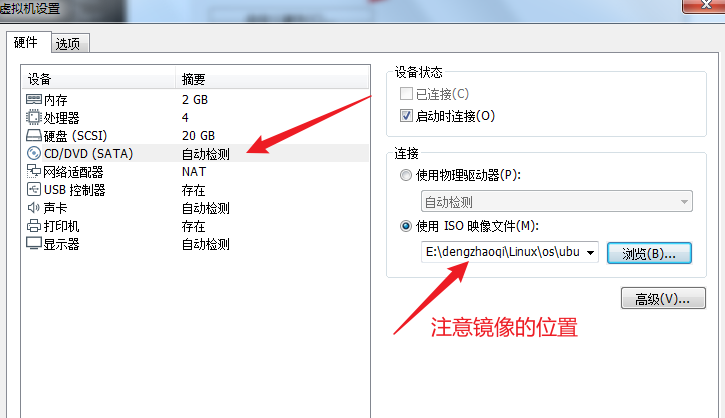 虚拟机设置
硬件 选项
设备 摘要
内存 2 GB
处理器 4
硬盘 (SCSI) 20 GB
CD/DVD (SATA) 自动检测
网络适配器 NAT
USB 控制器 存在
声卡 自动检测
打印机 存在
显示器 自动检测
设备状态
已连接(C)
启动时连接(O)
连接
使用物理驱动器(P):
自动检测
使用 ISO 映像文件(M):
E:\dengzhaoqi\Linux\os\ubu 浏览(B)...
高级(V)...
注意镜像的位置